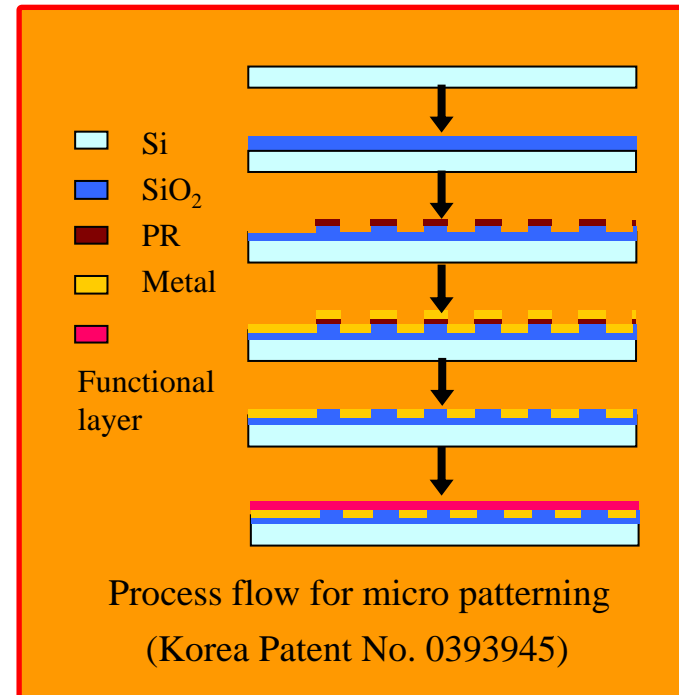 Si
SiO₂
PR
Metal
Functional
layer
Process flow for micro patterning
(Korea Patent No. 0393945)